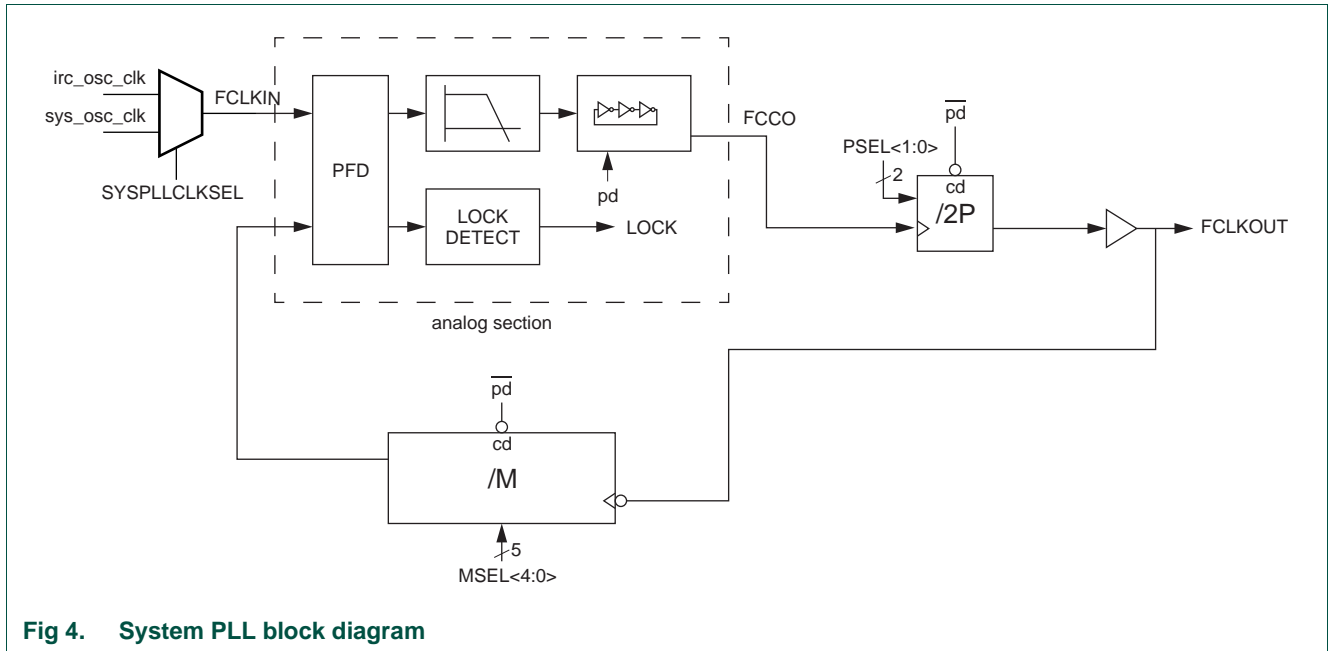 irc_osc_clk
sys_osc_clk
FCLKIN
SYSPLLCLKSEL
PFD
LOCK
DETECT
LOCK
pd
FCCO
analog section
pd
PSEL<1:0>
2
cd
/2P
FCLKOUT
pd
cd
/M
5
MSEL<4:0>
Fig 4. System PLL block diagram